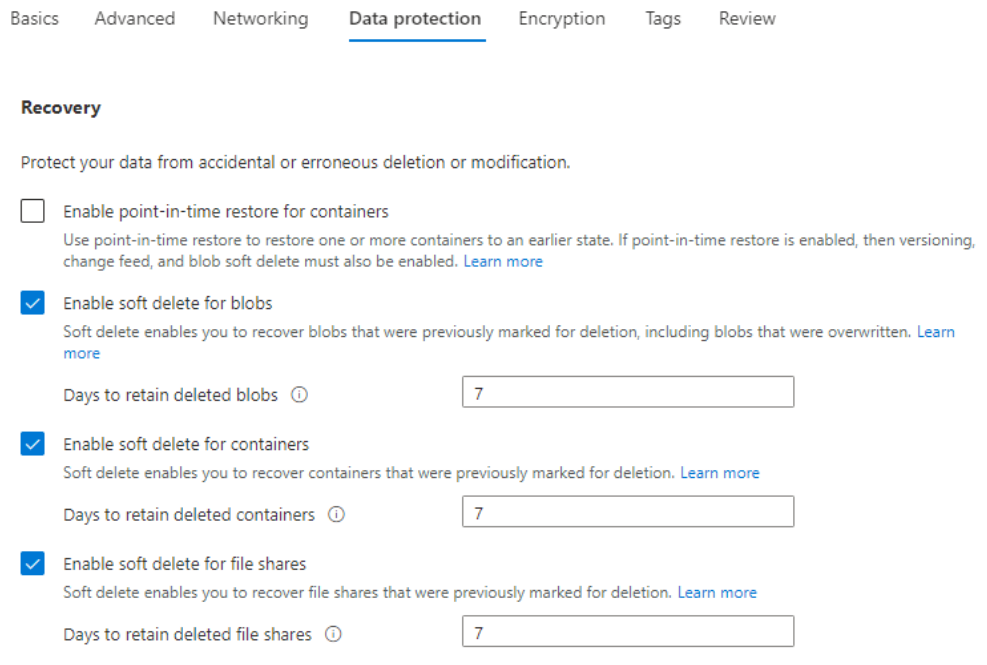 Basics Advanced Networking Data protection Encryption Tags Review
Recovery
Protect your data from accidental or erroneous deletion or modification.
Enable point-in-time restore for containers
Use point-in-time restore to restore one or more containers to an earlier state. If point-in-time restore is enabled, then versioning,
change feed, and blob soft delete must also be enabled. Learn more
Enable soft delete for blobs
Soft delete enables you to recover blobs that were previously marked for deletion, including blobs that were overwritten. Learn
more
Days to retain deleted blobs 7
Enable soft delete for containers
Soft delete enables you to recover containers that were previously marked for deletion. Learn more
Days to retain deleted containers 7
Enable soft delete for file shares
Soft delete enables you to recover file shares that were previously marked for deletion. Learn more
Days to retain deleted file shares 7